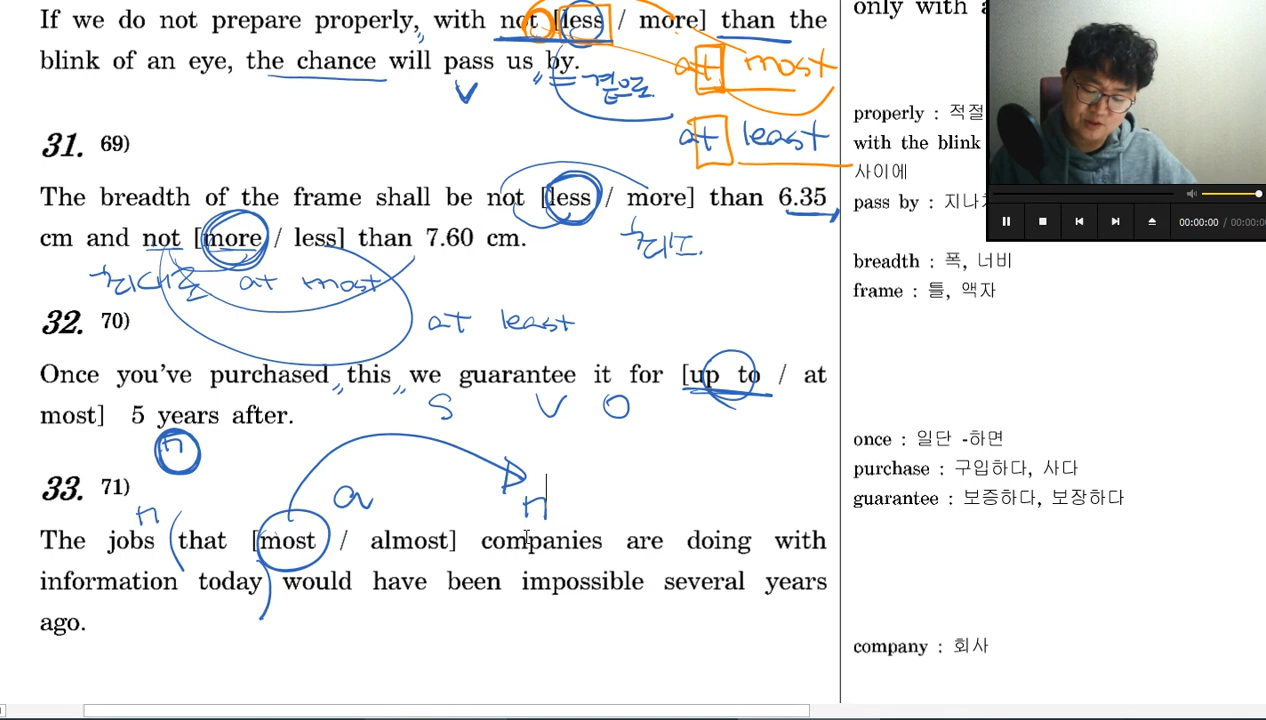 If we do not prepare properly, with not [less / more] than the
blink of an eye, the chance will pass us by.
V
at most
at least
31. 69)
The breadth of the frame shall be not [less / more] than 6.35
cm and not [more / less] than 7.60 cm.
at most
at least
32. 70)
Once you've purchased this we guarantee it for [up to / at
most] 5 years after.
S V O
n
33. 71)
a n
n
The jobs that [most / almost] companies are doing with
information today would have been impossible several years
ago.
only with a
properly : 적절
with the blink
사이에
pass by : 지나
00:00:00 / 00:00:0
breadth : 폭, 너비
frame : 틀, 액자
once : 일단 -하면
purchase : 구입하다, 사다
guarantee : 보증하다, 보장하다
company : 회사